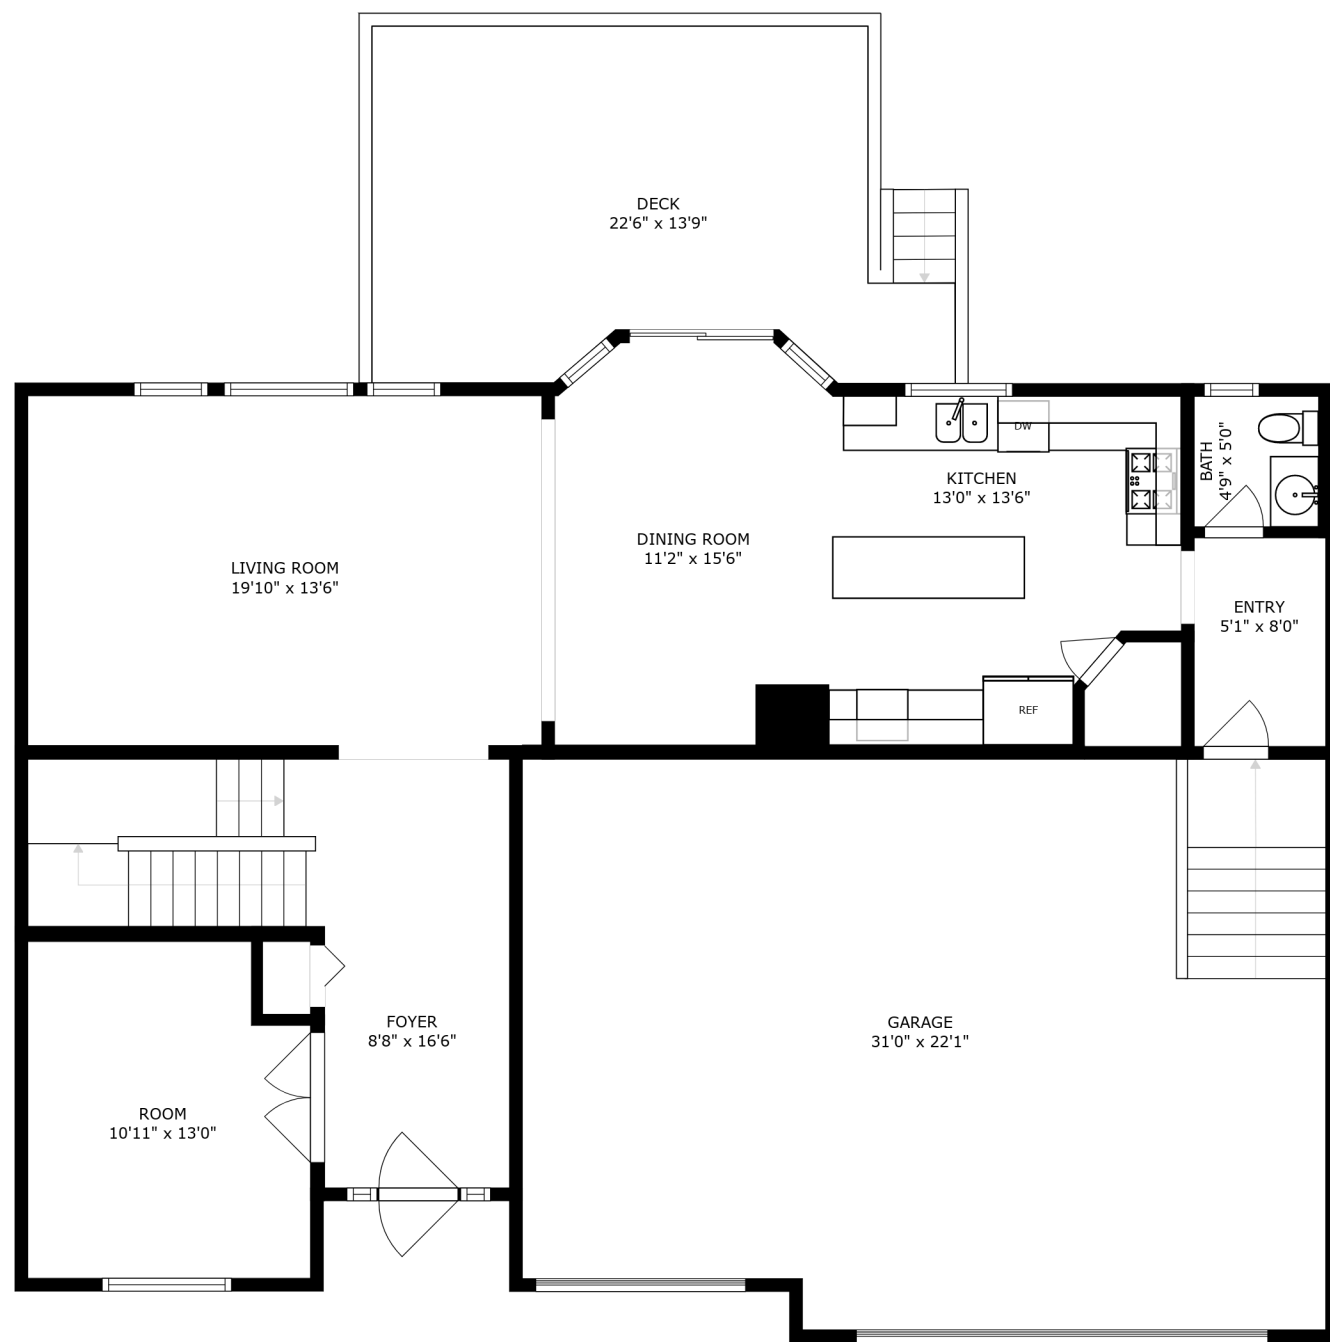 DECK
22'6" x 13'9"
DW
KITCHEN
13'0" x 13'6"
BATH
4'9" x 5'0"
DINING ROOM
11'2" x 15'6"
LIVING ROOM
19'10" x 13'6"
ENTRY
5'1" x 8'0"
REF
FOYER
8'8" x 16'6"
GARAGE
31'0" x 22'1"
ROOM
10'11" x 13'0"